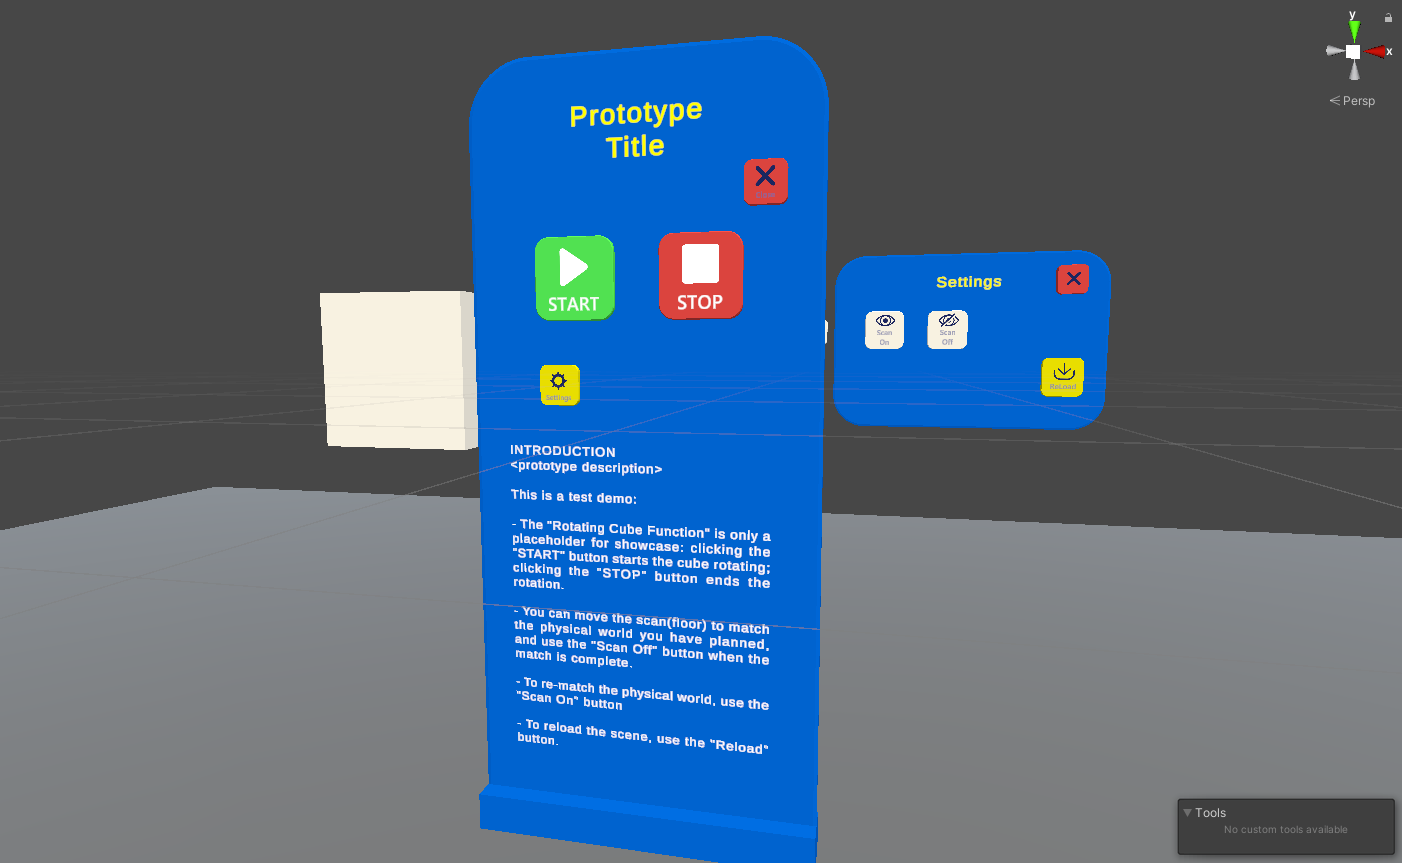 y
x
< Persp
Prototype
Title
START
STOP
Settings
Settings
Scan
On
Scan
Off
ReLoad
INTRODUCTION
<prototype description>
This is a test demo:
- The "Rotating Cube Function" is only a
placeholder for showcase: clicking the
"START" button starts the cube rotating;
clicking the "STOP" button ends the
rotation.
- You can move the scan(floor) to match
the physical world you have planned,
and use the "Scan Off" button when the
match is complete.
- To re-match the physical world, use the
"Scan On" button
- To reload the scene, use the "Reload"
button.
Tools
No custom tools available